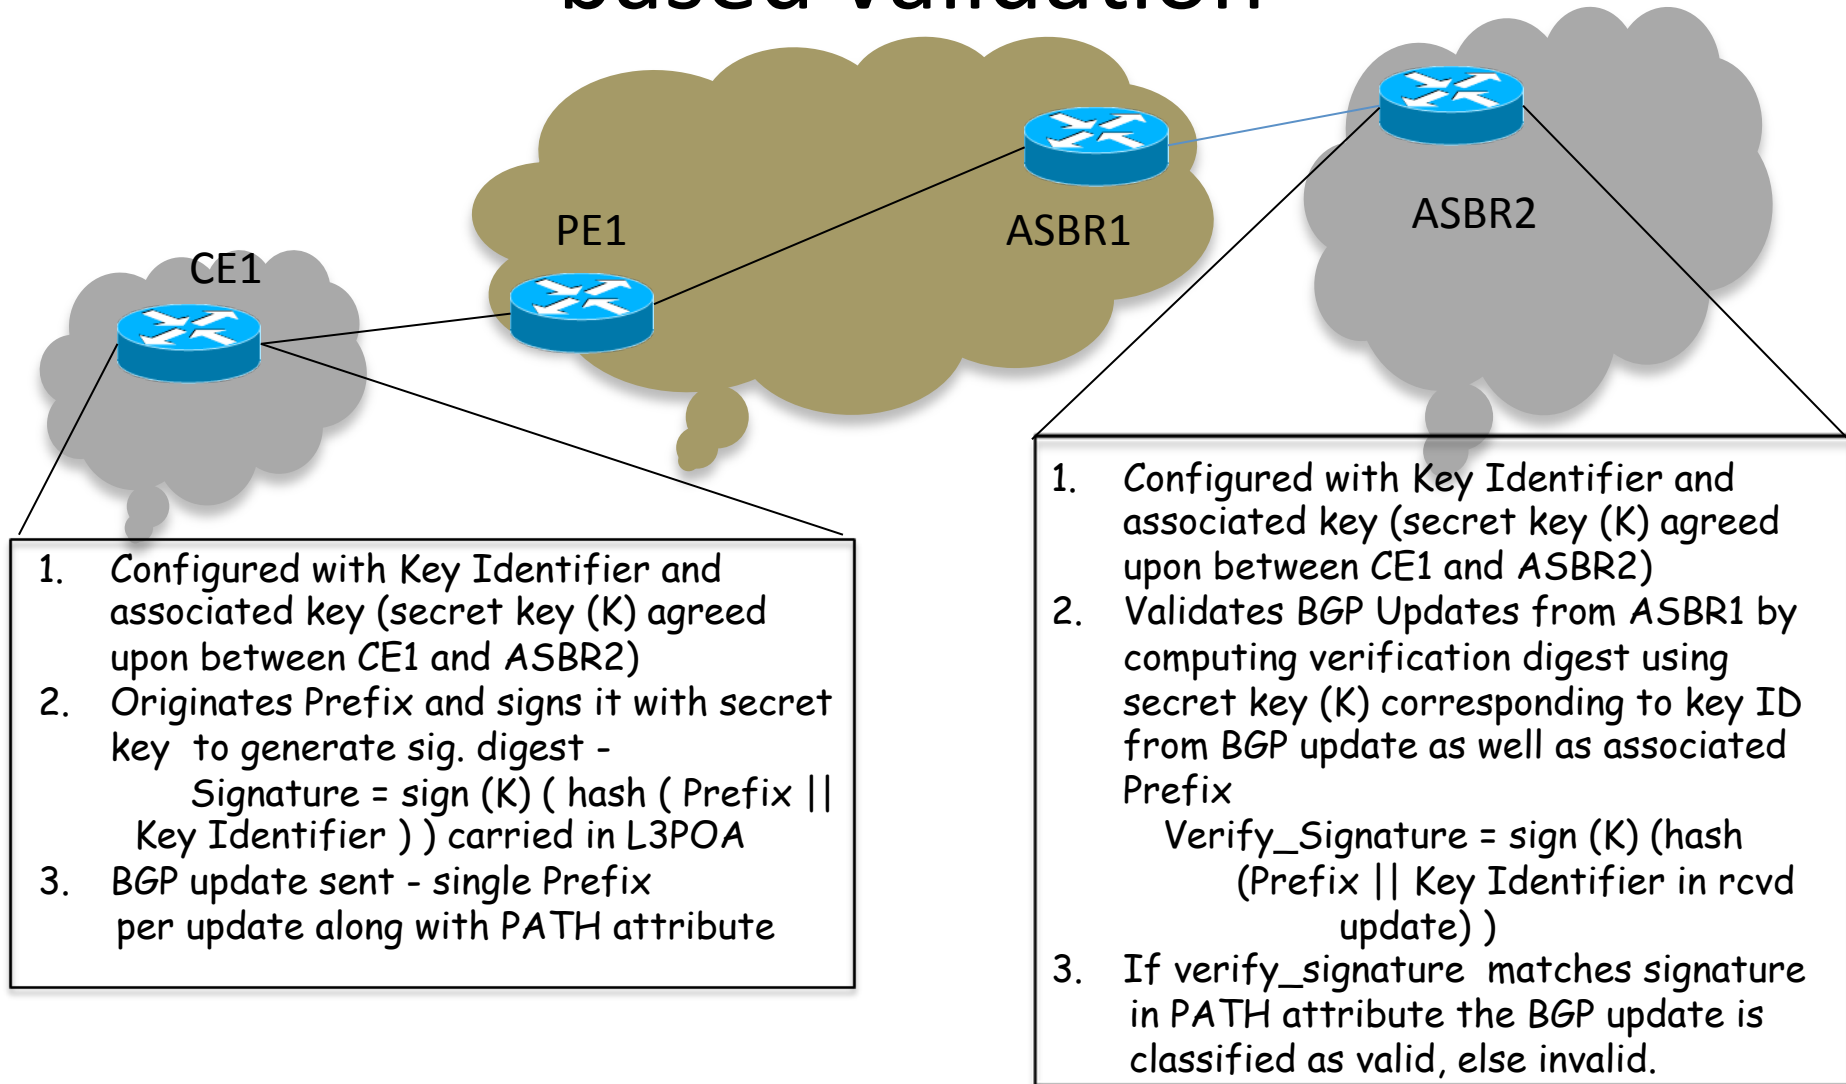 based validation
CE1
PE1
ASBR1
ASBR2
1. Configured with Key Identifier and
associated key (secret key (K) agreed
upon between CE1 and ASBR2)
2. Originates Prefix and signs it with secret
key to generate sig. digest -
Signature = sign (K) ( hash ( Prefix ||
Key Identifier ) ) carried in L3POA
3. BGP update sent - single Prefix
per update along with PATH attribute
1. Configured with Key Identifier and
associated key (secret key (K) agreed
upon between CE1 and ASBR2)
2. Validates BGP Updates from ASBR1 by
computing verification digest using
secret key (K) corresponding to key ID
from BGP update as well as associated
Prefix
Verify_Signature = sign (K) (hash
(Prefix || Key Identifier in rcvd
update) )
3. If verify_signature matches signature
in PATH attribute the BGP update is
classified as valid, else invalid.